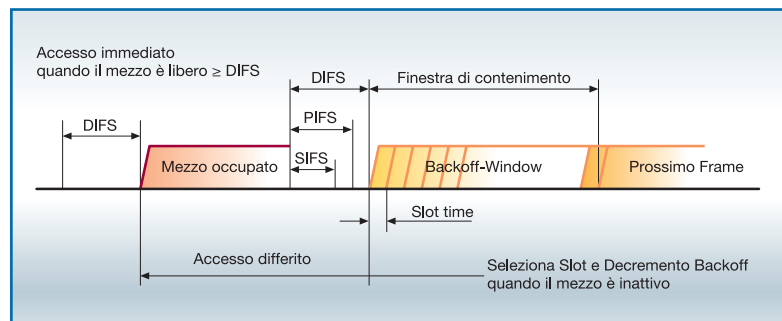 Accesso immediato
quando il mezzo è libero ≥ DIFS
DIFS
Finestra di contenimento
DIFS
PIFS
Mezzo occupato
SIFS
Backoff-Window
Prossimo Frame
Slot time
Accesso differito
Seleziona Slot e Decremento Backoff
quando il mezzo è inattivo